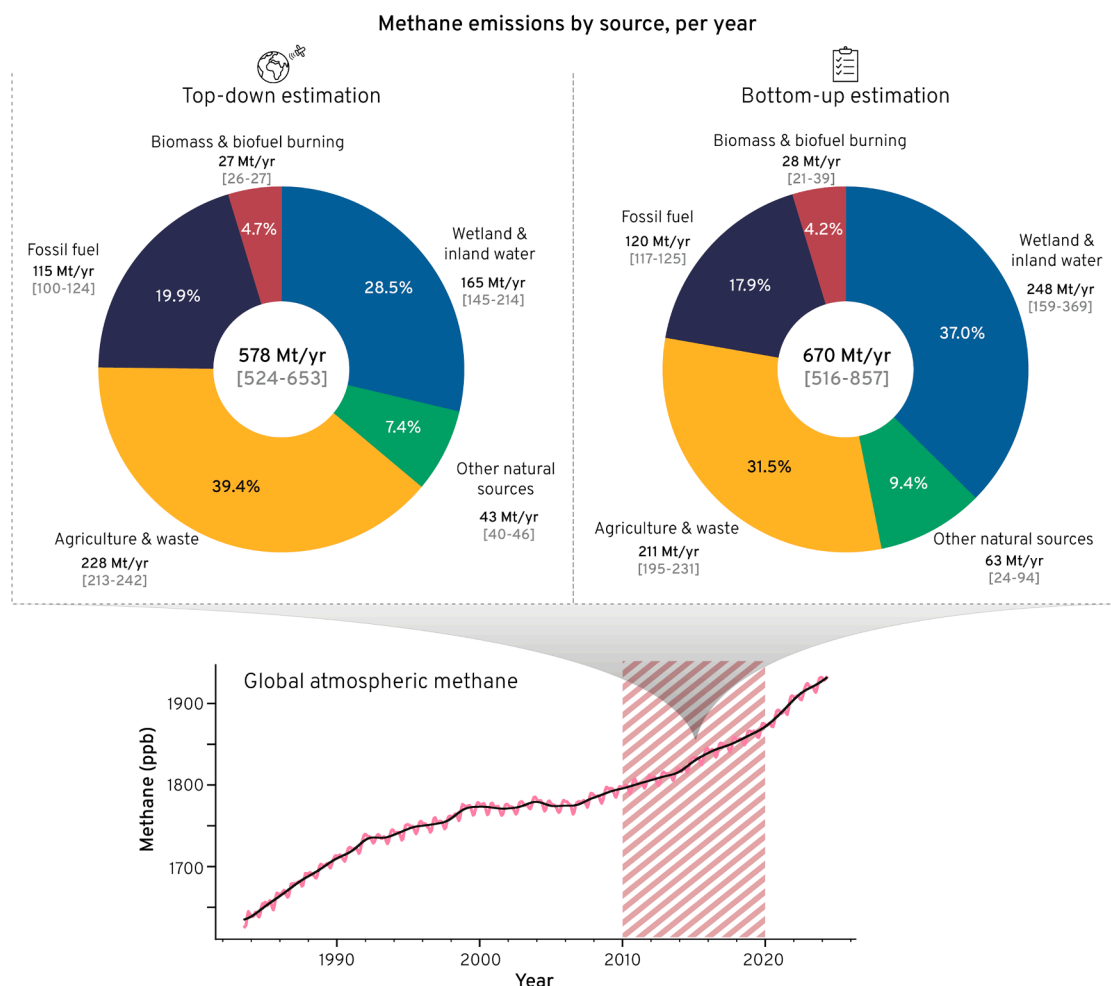 Methane emissions by source, per year
Top-down estimation
Biomass & biofuel burning
27 Mt/yr
[26-27]
4.7%
Wetland &
inland water
165 Mt/yr
[145-214]
28.5%
Fossil fuel
115 Mt/yr
[100-124]
19.9%
578 Mt/yr
[524-653]
7.4%
Other natural
sources
43 Mt/yr
[40-46]
39.4%
Agriculture & waste
228 Mt/yr
[213-242]
Bottom-up estimation
Biomass & biofuel burning
28 Mt/yr
[21-39]
4.2%
Fossil fuel
120 Mt/yr
[117-125]
17.9%
Wetland &
inland water
248 Mt/yr
[159-369]
37.0%
670 Mt/yr
[516-857]
31.5%
9.4%
Agriculture & waste
211 Mt/yr
[195-231]
Other natural sources
63 Mt/yr
[24-94]
Global atmospheric methane
Methane (ppb)
1900
1800
1700
1990
2000
2010
2020
Year